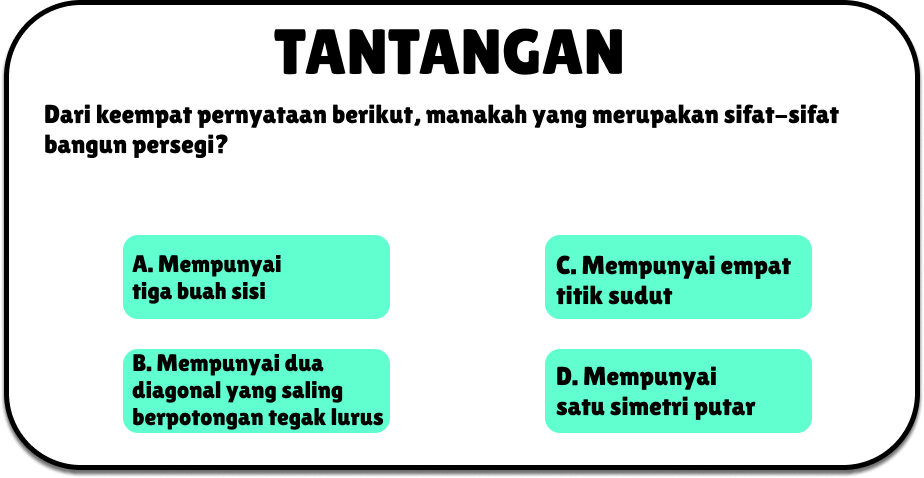 TANTANGAN
Dari keempat pernyataan berikut, manakah yang merupakan sifat-sifat
bangun persegi?
A. Mempunyai
tiga buah sisi
B. Mempunyai dua
diagonal yang saling
berpotongan tegak lurus
C. Mempunyai empat
titik sudut
D. Mempunyai
satu simetri putar